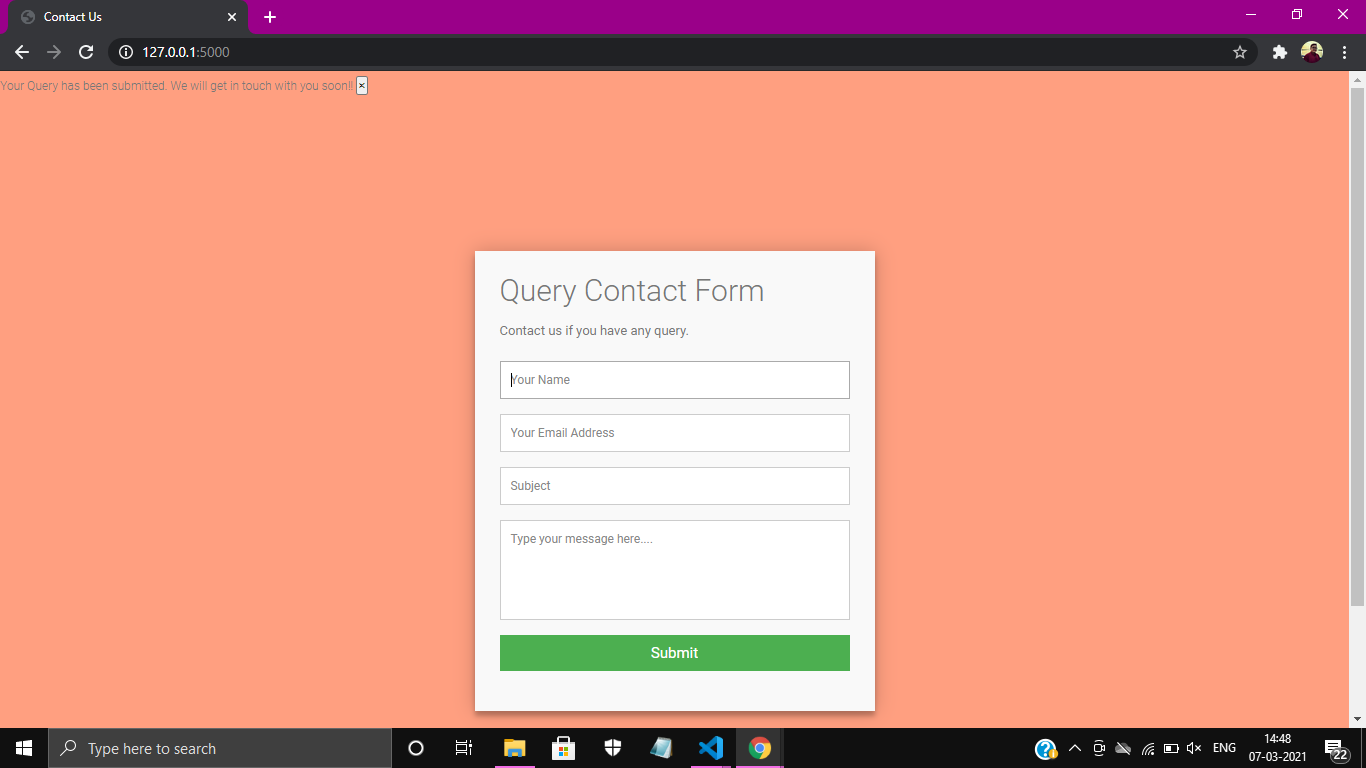 Contact Us
127.0.0.1:5000
Your Query has been submitted. We will get in touch with you soon!!
Query Contact Form
Contact us if you have any query.
Your Name
Your Email Address
Subject
Type your message here....
Submit
Type here to search
ENG
14:48
07-03-2021
22